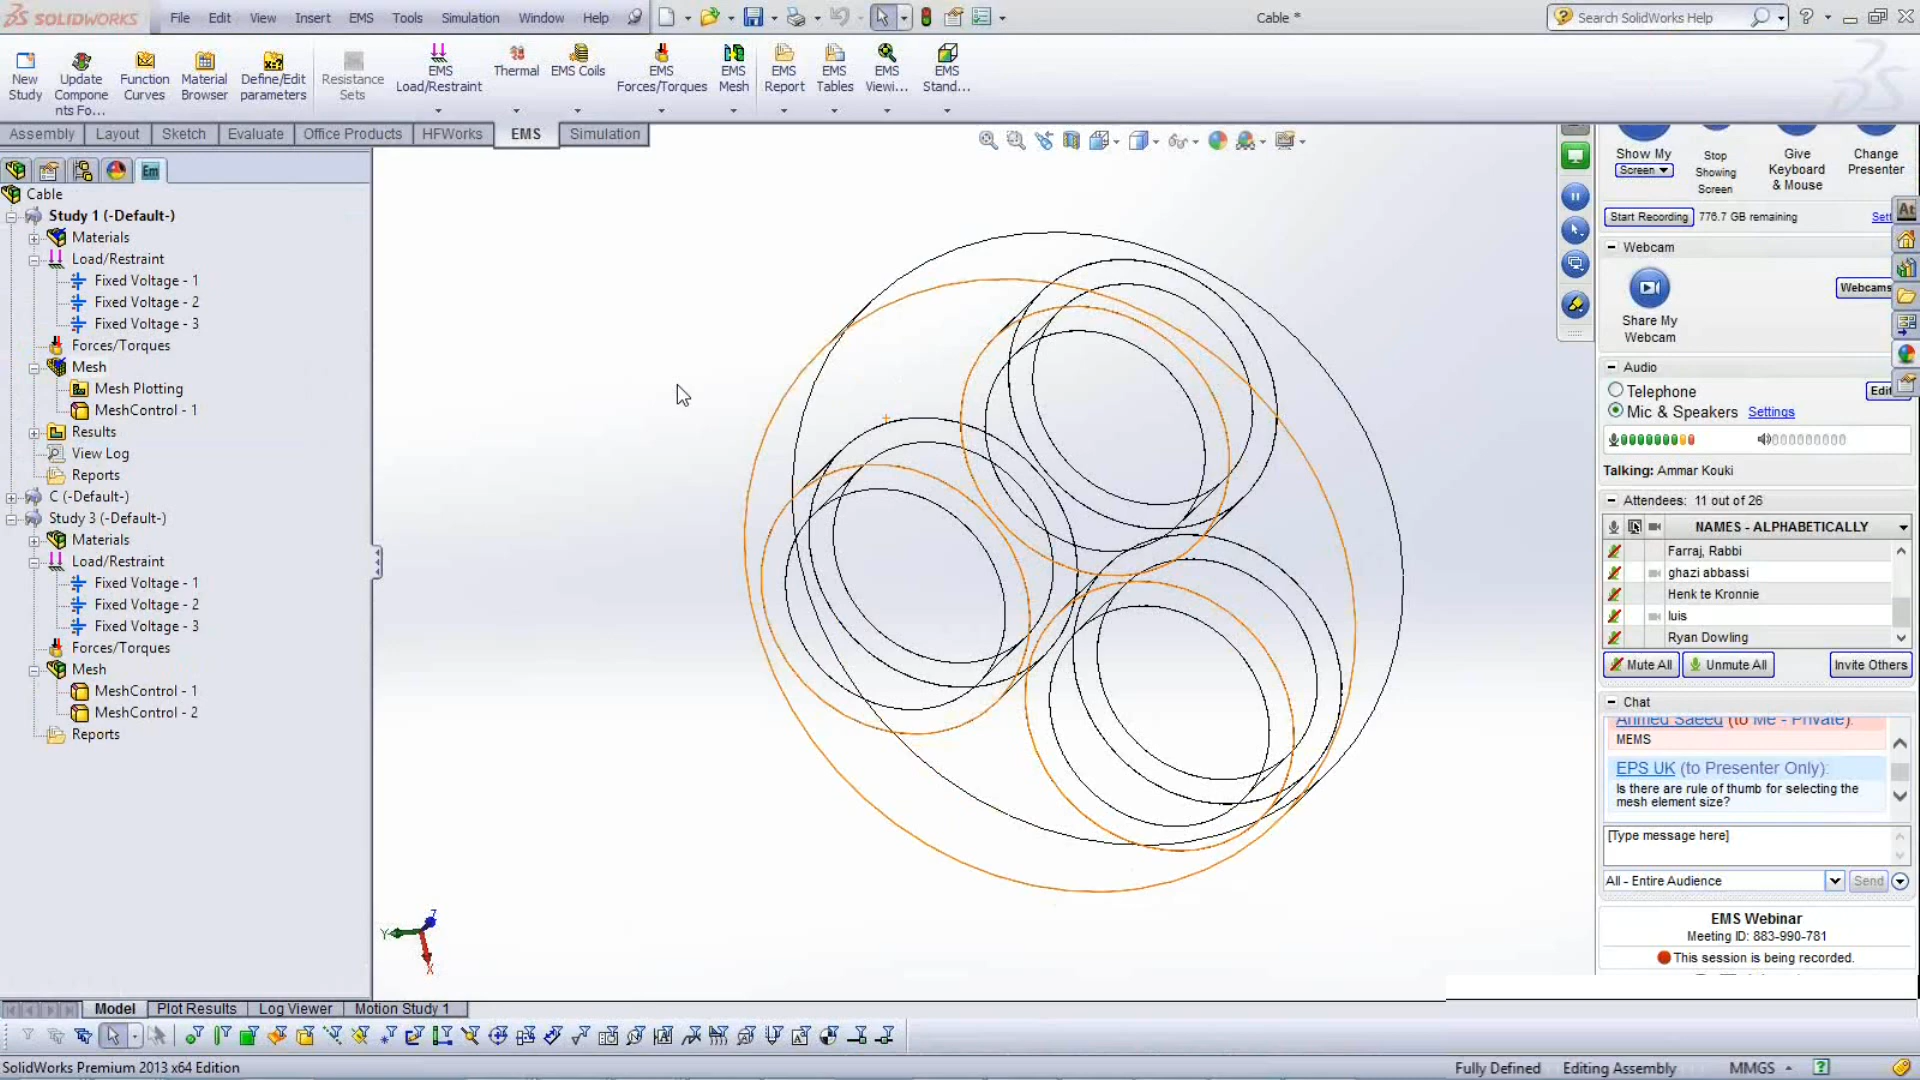 SOLIDWORKS
File Edit View Insert EMS Tools Simulation Window Help
Cable *
Search SolidWorks Help
New Study
Update Compone nts Fo...
Function Curves
Material Browser
Define/Edit parameters
Resistance Sets
EMS Load/Restraint
Thermal
EMS Coils
EMS Forces/Torques
EMS Mesh
EMS Report
EMS Tables
EMS Viewi...
EMS Stand...
Assembly Layout Sketch Evaluate Office Products HFWorks EMS Simulation
Em
Cable
Study 1 (-Default-)
Materials
Load/Restraint
Fixed Voltage - 1
Fixed Voltage - 2
Fixed Voltage - 3
Forces/Torques
Mesh
Mesh Plotting
MeshControl - 1
Results
View Log
Reports
C (-Default-)
Study 3 (-Default-)
Materials
Load/Restraint
Fixed Voltage - 1
Fixed Voltage - 2
Fixed Voltage - 3
Forces/Torques
Mesh
MeshControl - 1
MeshControl - 2
Reports
Y
Z
X
Show My Screen
Stop Showing Screen
Give Keyboard & Mouse
Change Presenter
Start Recording 776.7 GB remaining Sett
Webcam
Share My Webcam
Webcams
Audio
Telephone
Edit
Mic & Speakers Settings
Talking: Ammar Kouki
Attendees: 11 out of 26
NAMES - ALPHABETICALLY
Farraj, Rabbi
ghazi abbassi
Henk te Kronnie
luis
Ryan Dowling
Mute All Unmute All Invite Others
Chat
Ahmed Saeed (to Me - Private):
MEMS
EPS UK (to Presenter Only):
Is there are rule of thumb for selecting the
mesh element size?
[Type message here]
All - Entire Audience Send
EMS Webinar
Meeting ID: 883-990-781
This session is being recorded.
Model Plot Results Log Viewer Motion Study 1
SolidWorks Premium 2013 x64 Edition
Fully Defined Editing Assembly MMGS